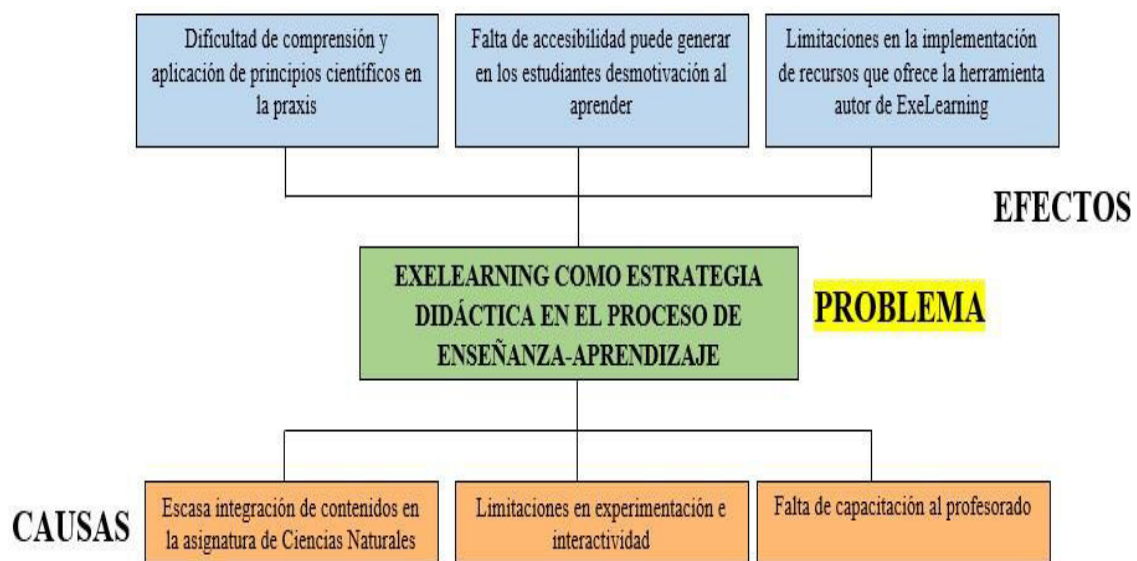 Dificultad de comprensión y
aplicación de principios científicos en
la praxis
Falta de accesibilidad puede generar
en los estudiantes desmotivación al
aprender
Limitaciones en la implementación
de recursos que ofrece la herramienta
autor de ExeLearning
EFECTOS
EXELEARNING COMO ESTRATEGIA
DIDÁCTICA EN EL PROCESO DE
ENSEÑANZA-APRENDIZAJE
PROBLEMA
CAUSAS
Escasa integración de contenidos en
la asignatura de Ciencias Naturales
Limitaciones en experimentación e
interactividad
Falta de capacitación al profesorado